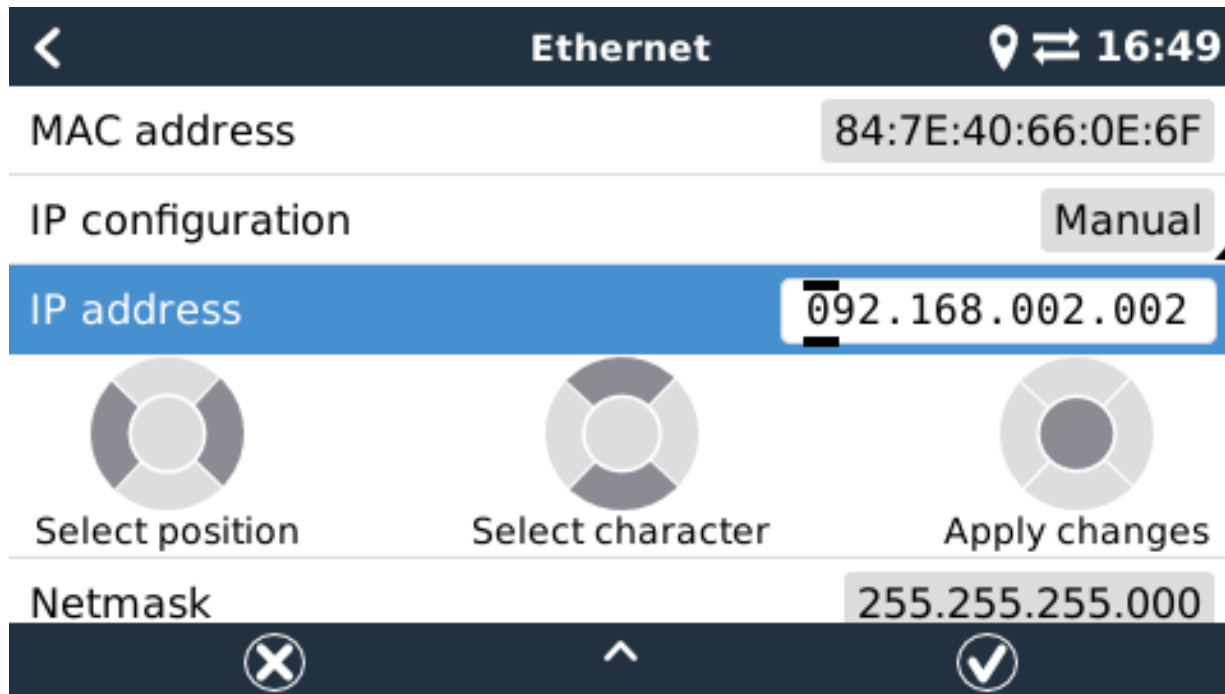 Ethernet 16:49
MAC address 84:7E:40:66:0E:6F
IP configuration Manual
IP address 092.168.002.002
Select position Select character Apply changes
Netmask 255.255.255.000